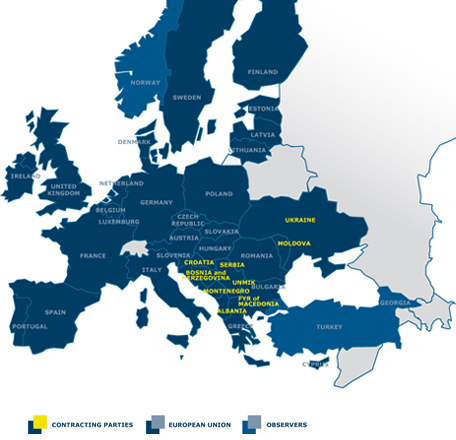 FINLAND
NORWAY
SWEDEN
ESTONIA
LATVIA
DENMARK
LITHUANIA
IRELAND
UNITED
KINGDOM
NETHERLAND
POLAND
BELGIUM
GERMANY
LUXEMBURG
CZECH
REPUBLIC
UKRAINE
SLOVAKIA
AUSTRIA
MOLDOVA
HUNGARY
FRANCE
SLOVENIA
ROMANIA
CROATIA
SERBIA
ITALY
BOSNIA and
HERZEGOVINA
UNMIK
BULGARIA
MONTENEGRO
FYR of
MACEDONIA
GEORGIA
SPAIN
ALBANIA
PORTUGAL
GREECE
TURKEY
CYPRUS
CONTRACTING PARTIES
EUROPEAN UNION
OBSERVERS